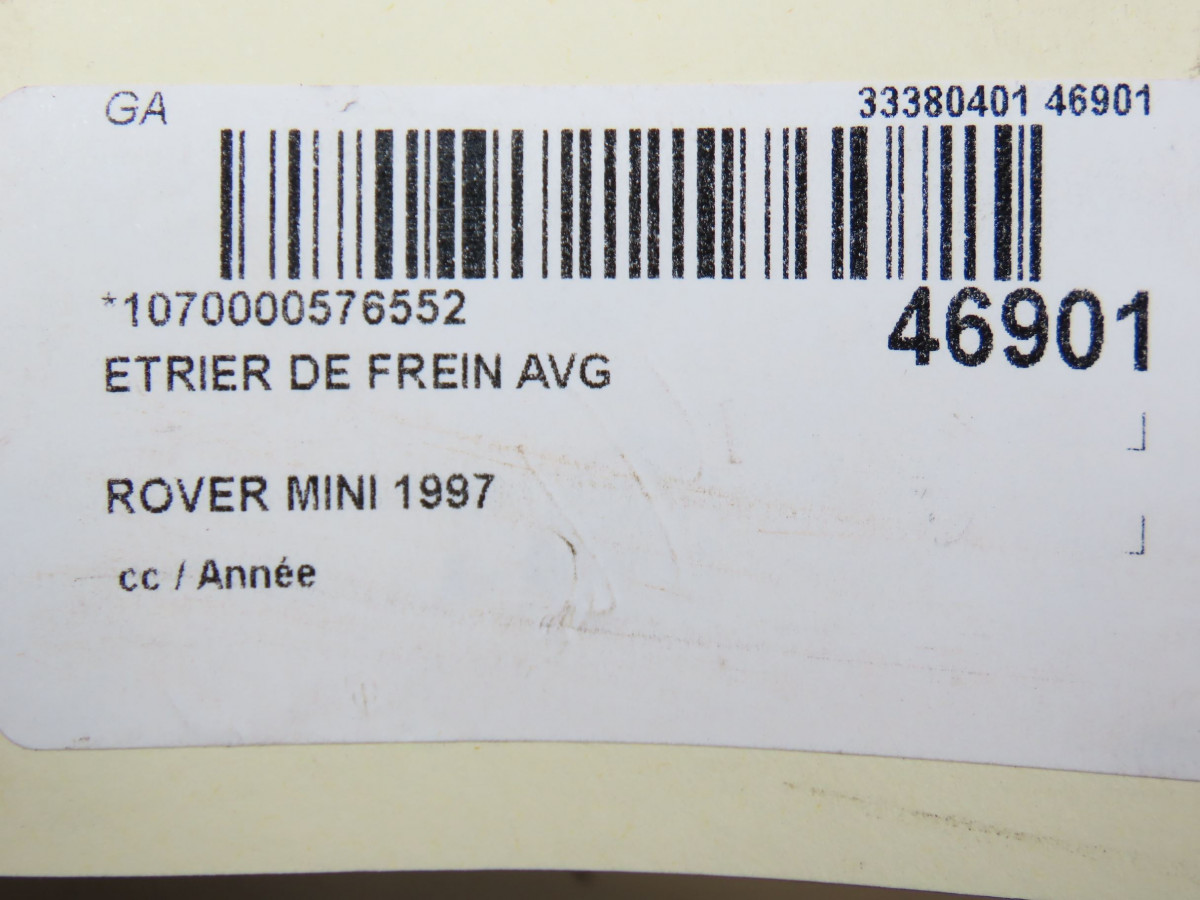 GA 33380401 46901
*1070000576552 46901
ETRIER DE FREIN AVG
ROVER MINI 1997
cc / Année